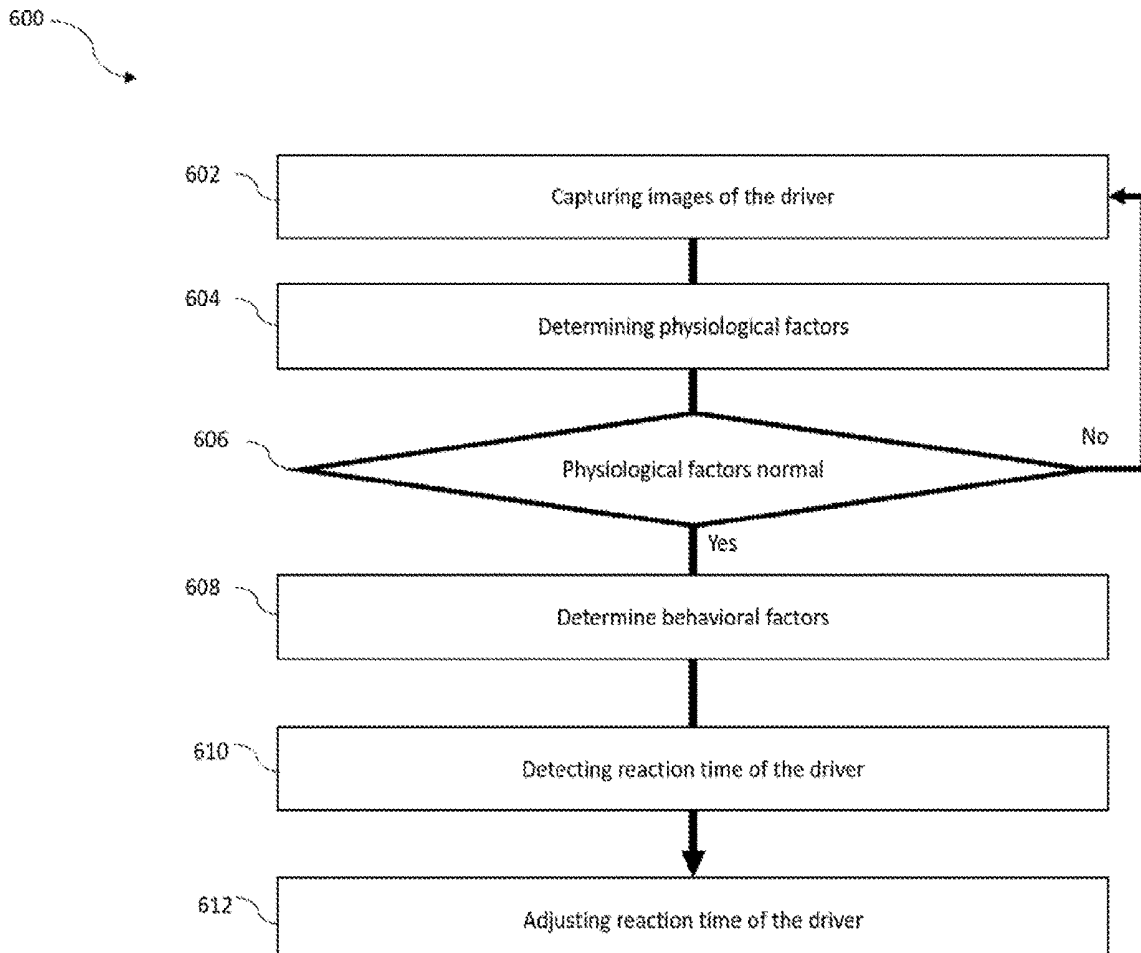 600
602
Capturing images of the driver
604
Determining physiological factors
606
Physiological factors normal
No
Yes
608
Determine behavioral factors
610
Detecting reaction time of the driver
612
Adjusting reaction time of the driver